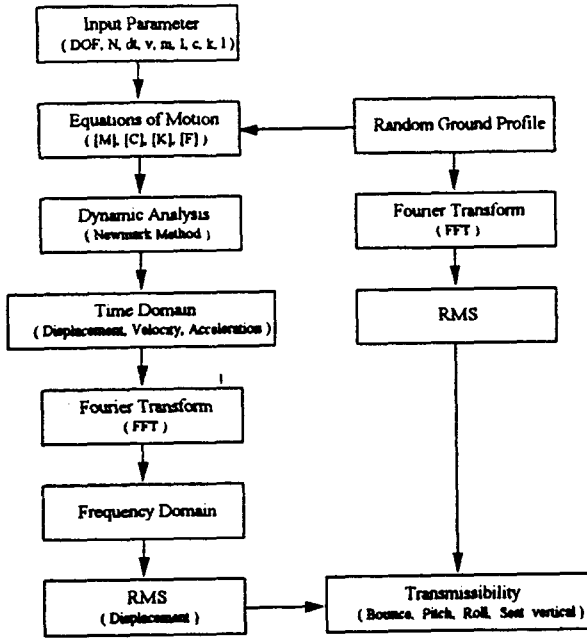 Input Parameter
( DOF, N, dt, v, m, i, c, k, l )
Equations of Motion
( [M], [C], [K], [F] )
Dynamic Analysis
( Newmark Method )
Time Domain
( Displacement, Velocity, Acceleration )
Fourier Transform
( FFT )
Frequency Domain
RMS
( Displacement )
Random Ground Profile
Fourier Transform
( FFT )
RMS
Transmissibility
( Bounce, Pitch, Roll, Seat vertical )